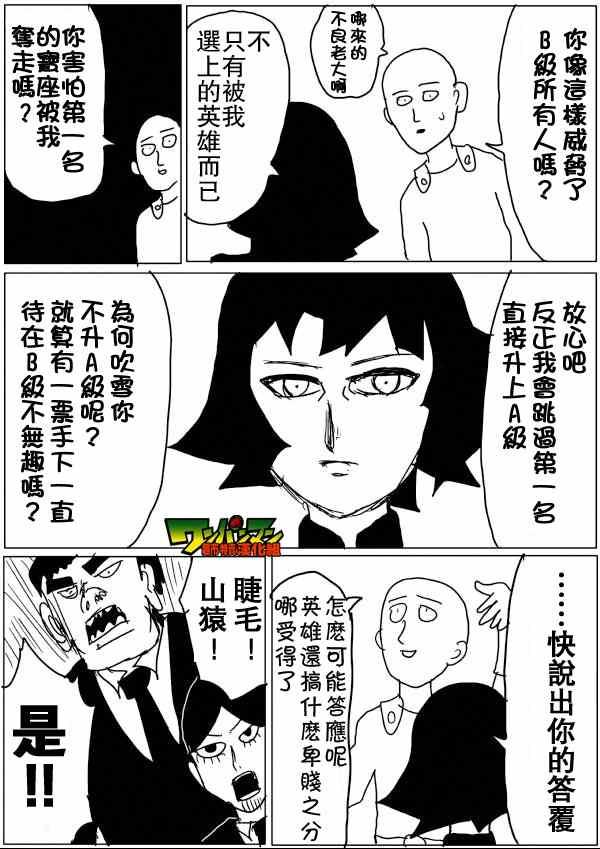 你像這樣威脅了
B級所有人嗎？
哪來的
不良老大啊
不
只有被我
選上的英雄而已
你害怕第一名
的寶座被我
奪走嗎？
放心吧
反正我會跳過第一名
直接升上A級
為何吹雪你
不升A級呢？
就算有一票手下一直
待在B級不無趣嗎？
ワンパンマン
……快說出你的答覆
怎麼可能答應呢
英雄還搞什麼卑賤之分
哪受得了
睫毛！
山猿！
是!!